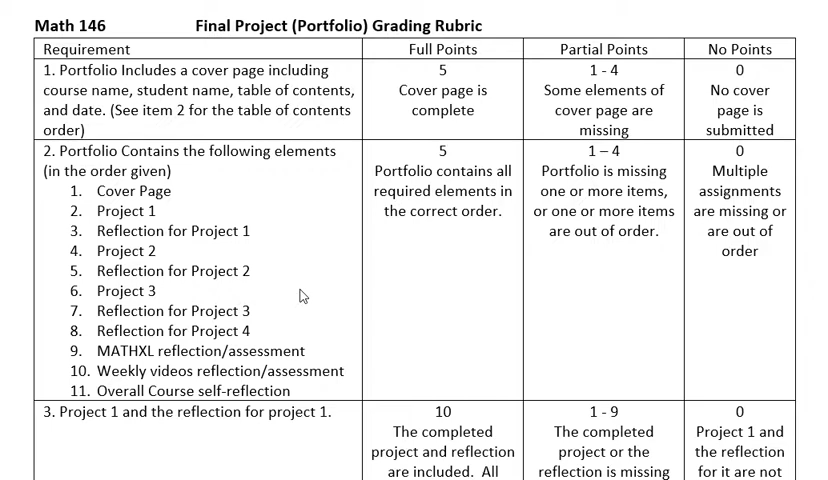 Math 146 Final Project (Portfolio) Grading Rubric
Requirement Full Points Partial Points No Points
1. Portfolio Includes a cover page including
course name, student name, table of contents,
and date. (See item 2 for the table of contents
order)
5
Cover page is
complete
1 - 4
Some elements of
cover page are
missing
0
No cover
page is
submitted
2. Portfolio Contains the following elements
(in the order given)
1. Cover Page
2. Project 1
3. Reflection for Project 1
4. Project 2
5. Reflection for Project 2
6. Project 3
7. Reflection for Project 3
8. Reflection for Project 4
9. MATHXL reflection/assessment
10. Weekly videos reflection/assessment
11. Overall Course self-reflection
5
Portfolio contains all
required elements in
the correct order.
1 – 4
Portfolio is missing
one or more items,
or one or more items
are out of order.
0
Multiple
assignments
are missing or
are out of
order
3. Project 1 and the reflection for project 1.
10
The completed
project and reflection
are included. All
1 - 9
The completed
project or the
reflection is missing
0
Project 1 and
the reflection
for it are not